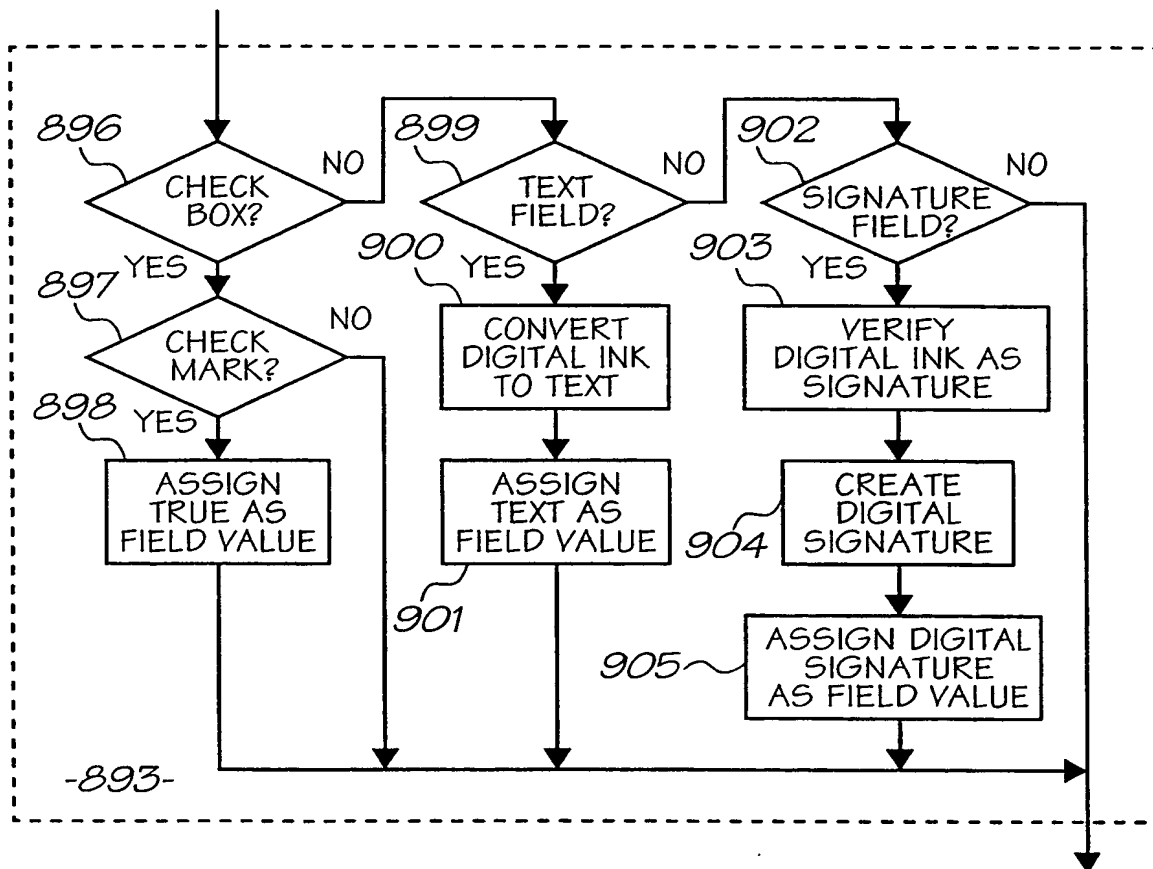 896
CHECK
BOX?
NO
YES
897
CHECK
MARK?
NO
YES
898
ASSIGN
TRUE AS
FIELD VALUE
899
TEXT
FIELD?
NO
YES
900
CONVERT
DIGITAL INK
TO TEXT
ASSIGN
TEXT AS
FIELD VALUE
901
902
SIGNATURE
FIELD?
NO
YES
903
VERIFY
DIGITAL INK AS
SIGNATURE
CREATE
DIGITAL
SIGNATURE
904
ASSIGN DIGITAL
SIGNATURE
AS FIELD VALUE
905
-893-